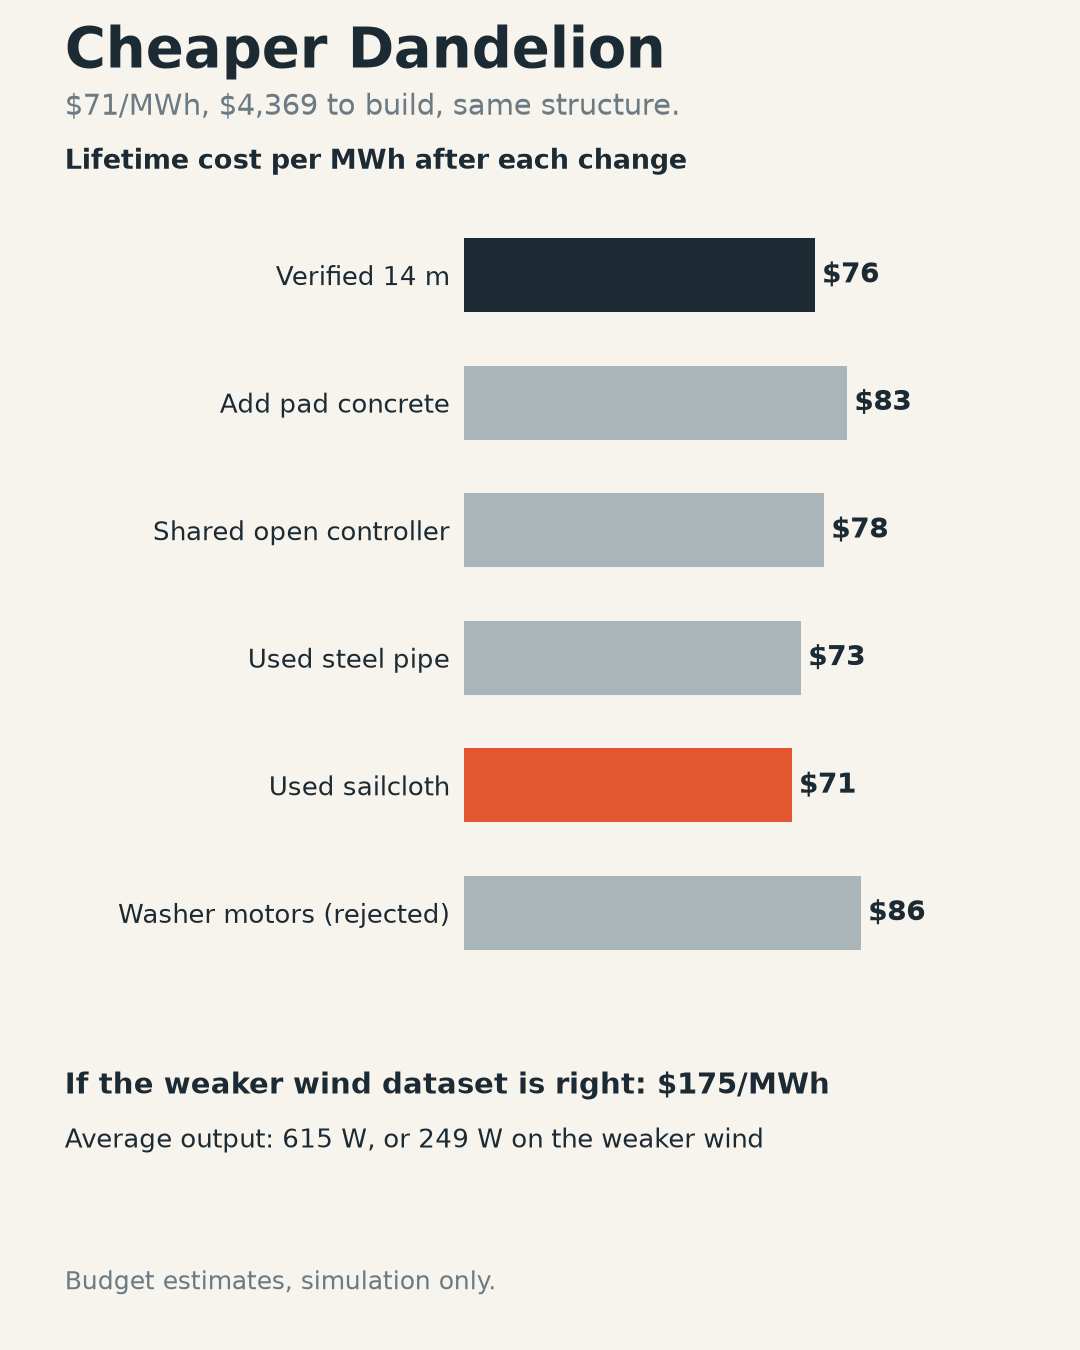 Cheaper Dandelion
$71/MWh, $4,369 to build, same structure.
Lifetime cost per MWh after each change
Verified 14 m $76
Add pad concrete $83
Shared open controller $78
Used steel pipe $73
Used sailcloth $71
Washer motors (rejected) $86
If the weaker wind dataset is right: $175/MWh
Average output: 615 W, or 249 W on the weaker wind
Budget estimates, simulation only.